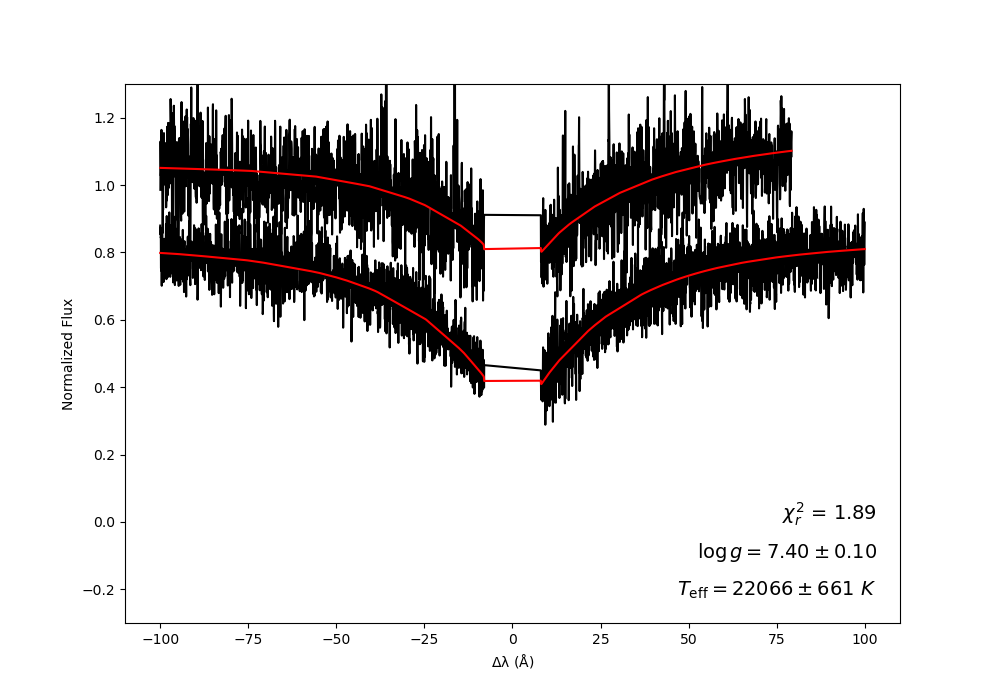 1.2
1.0
0.8
0.6
0.4
0.2
0.0
−0.2
Normalized Flux
χ²ᵣ = 1.89
log g = 7.40 ± 0.10
T_eff = 22066 ± 661 K
−100 −75 −50 −25 0 25 50 75 100
Δλ (Å)